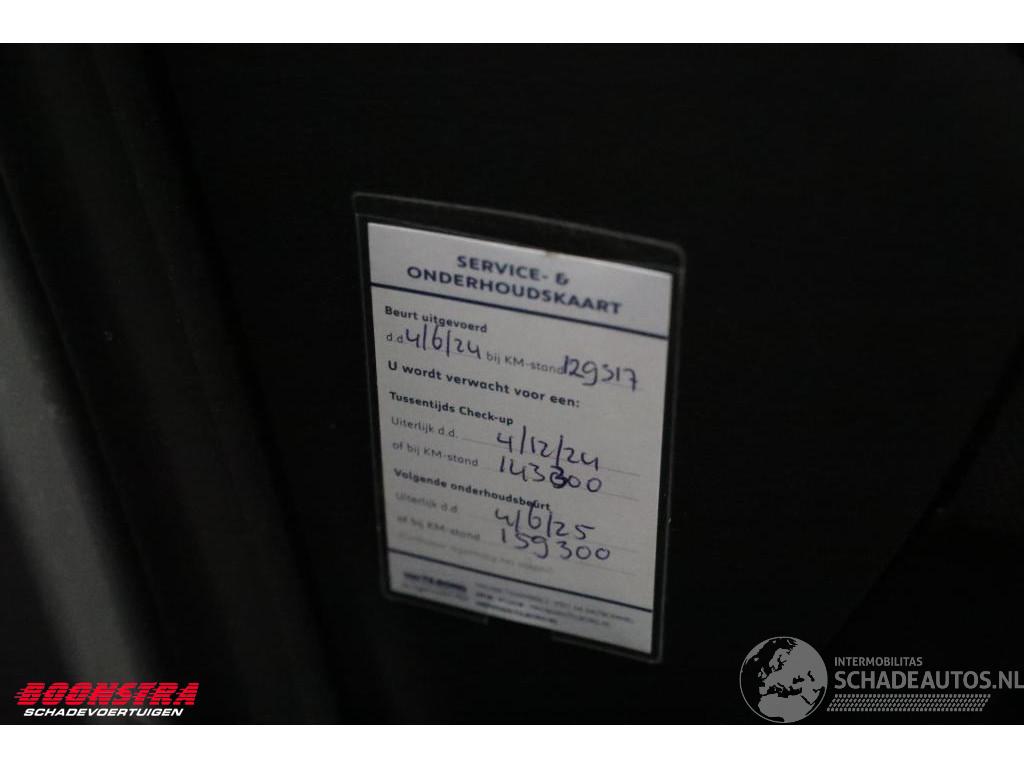 SERVICE- &
ONDERHOUDSKAART
Beurt uitgevoerd
d.d 4/6/24 bij KM-stand 129317
U wordt verwacht voor een:
Tussentijds Check-up
Uiterlijk d.d. 4/12/24
of bij KM-stand 143300
Volgende onderhoudsbeurt
Uiterlijk d.d. 4/6/25
of bij KM-stand 159300
BOONSTRA
SCHADEVOERTUIGEN
INTERMOBILITAS
SCHADEAUTOS.NL